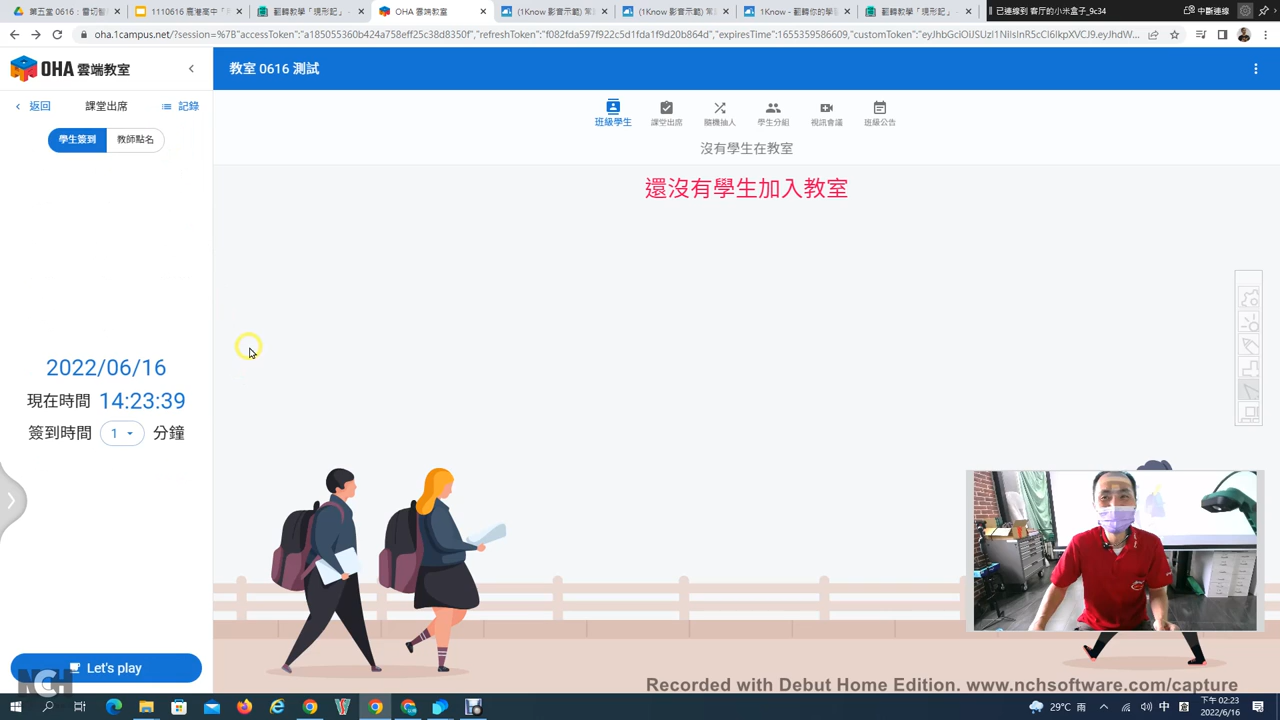 第五堂 0616：雷切智
1110616 鹿港高中「
翻轉教學「現形記」-
OHA 雲端教室
(1Know 影音示範) 常
(1Know 影音示範) 常
1Know - 翻轉你的學
翻轉教學「現形記」-
已連線到 客廳的小米盒子_9c34
中斷連線
oha.1campus.net/?session=%7B"accessToken":"a185055360b424a758eff25c38d8350f","refreshToken":"f082fda597f922c5d1fda1f9d20b864d","expiresTime":1655359586609,"customToken":
OHA 雲端教室
教室 0616 測試
返回
課堂出席
記錄
學生簽到
教師點名
班級學生
課堂出席
隨機抽人
學生分組
視訊會議
班級公告
沒有學生在教室
還沒有學生加入教室
2022/06/16
現在時間 14:23:39
簽到時間 1 分鐘
Let's play
NCH
Recorded with Debut Home Edition. www.nchsoftware.com/capture
29°C 雨
中
下午 02:23
2022/6/16